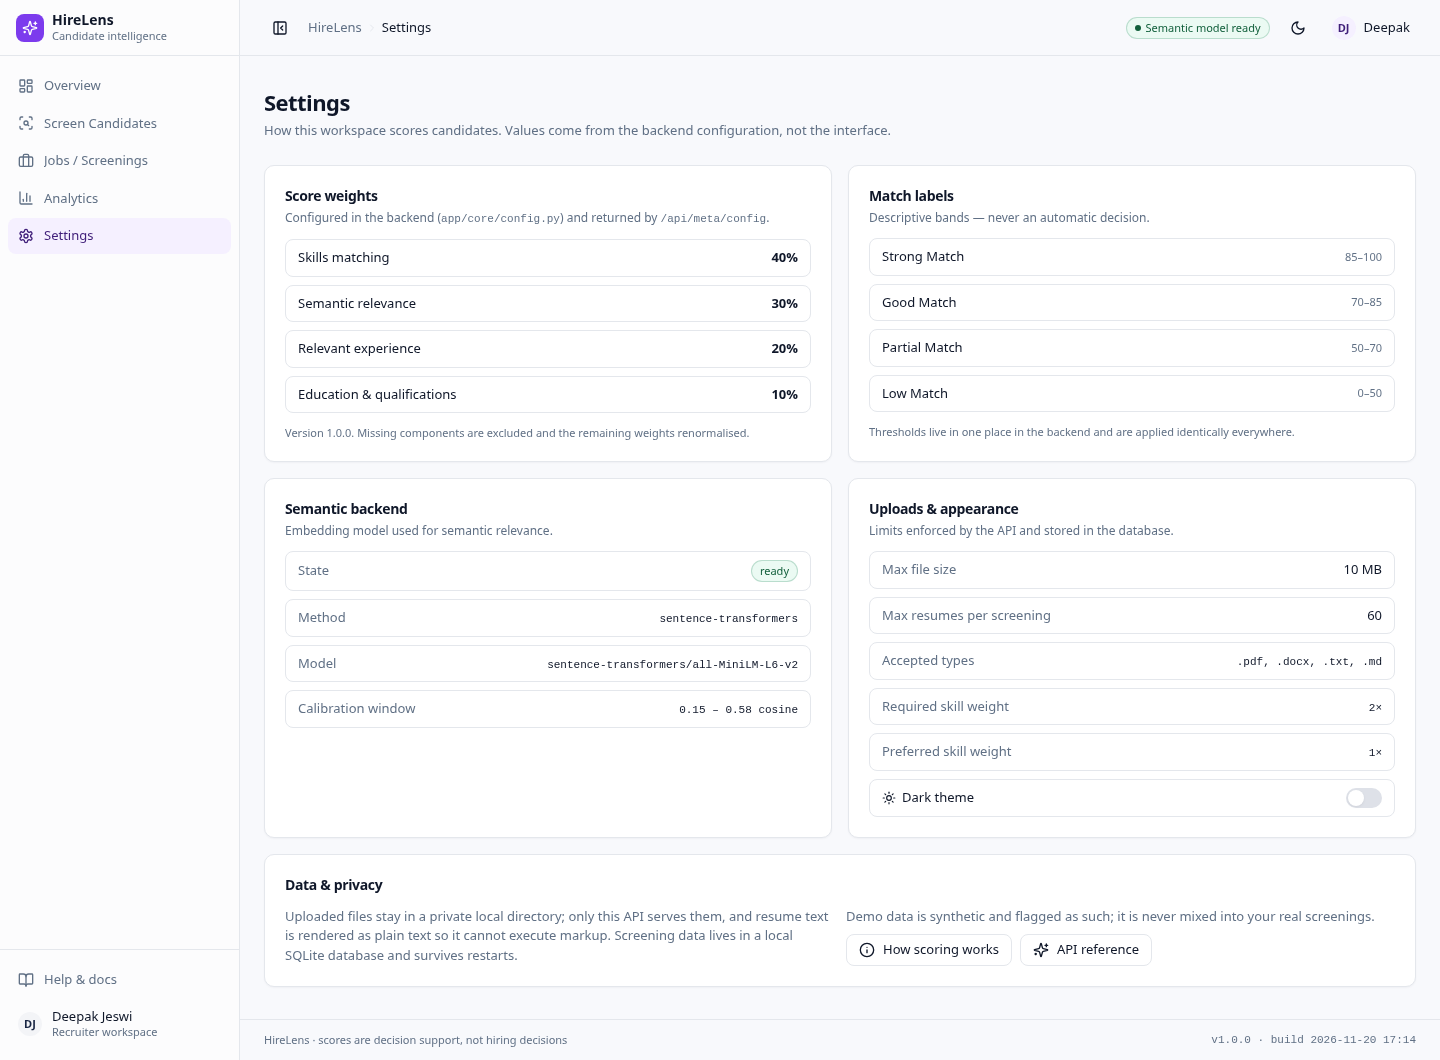 HireLens
Candidate intelligence
Overview
Screen Candidates
Jobs / Screenings
Analytics
Settings
Help & docs
DJ
Deepak Jeswi
Recruiter workspace
HireLens
Settings
Semantic model ready
DJ
Deepak
Settings
How this workspace scores candidates. Values come from the backend configuration, not the interface.
Score weights
Configured in the backend (app/core/config.py) and returned by /api/meta/config.
Skills matching 40%
Semantic relevance 30%
Relevant experience 20%
Education & qualifications 10%
Version 1.0.0. Missing components are excluded and the remaining weights renormalised.
Match labels
Descriptive bands — never an automatic decision.
Strong Match 85–100
Good Match 70–85
Partial Match 50–70
Low Match 0–50
Thresholds live in one place in the backend and are applied identically everywhere.
Semantic backend
Embedding model used for semantic relevance.
State ready
Method sentence-transformers
Model sentence-transformers/all-MiniLM-L6-v2
Calibration window 0.15 – 0.58 cosine
Uploads & appearance
Limits enforced by the API and stored in the database.
Max file size 10 MB
Max resumes per screening 60
Accepted types .pdf, .docx, .txt, .md
Required skill weight 2×
Preferred skill weight 1×
Dark theme
Data & privacy
Uploaded files stay in a private local directory; only this API serves them, and resume text
is rendered as plain text so it cannot execute markup. Screening data lives in a local
SQLite database and survives restarts.
Demo data is synthetic and flagged as such; it is never mixed into your real screenings.
How scoring works
API reference
HireLens · scores are decision support, not hiring decisions
v1.0.0 · build 2026-11-20 17:14